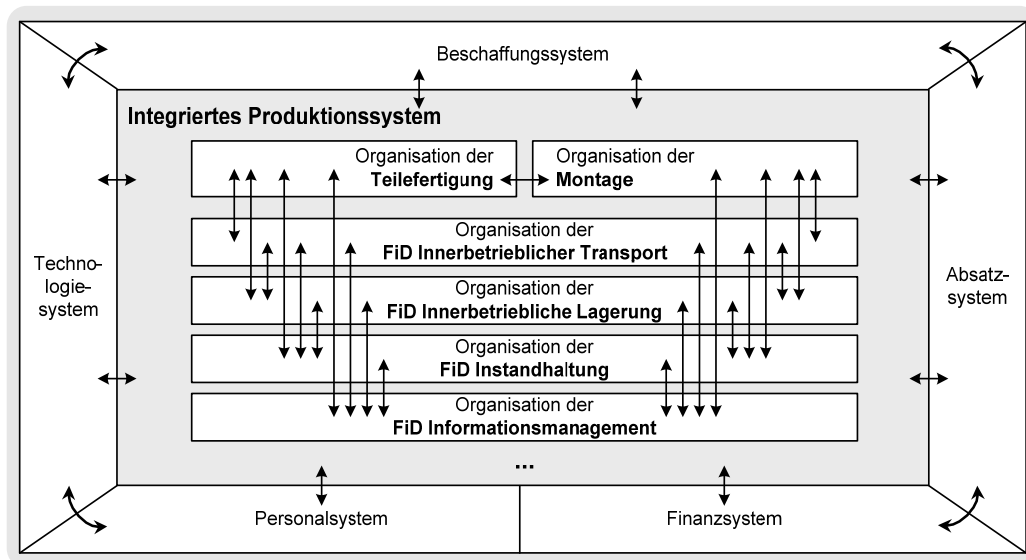 Beschaffungssystem
Integriertes Produktionssystem
Organisation der
Teilefertigung
Organisation der
Montage
Organisation der
FiD Innerbetrieblicher Transport
Organisation der
FiD Innerbetriebliche Lagerung
Organisation der
FiD Instandhaltung
Organisation der
FiD Informationsmanagement
...
Techno-
logie-
system
Absatz-
system
Personalsystem
Finanzsystem